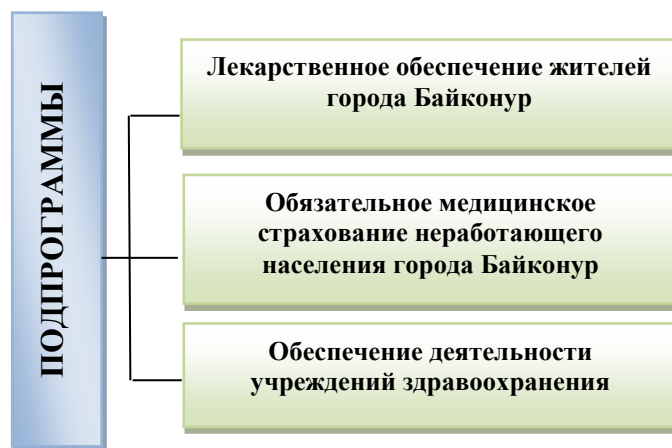 ПОДПРОГРАММЫ
Лекарственное обеспечение жителей
города Байконур
Обязательное медицинское
страхование неработающего
населения города Байконур
Обеспечение деятельности
учреждений здравоохранения